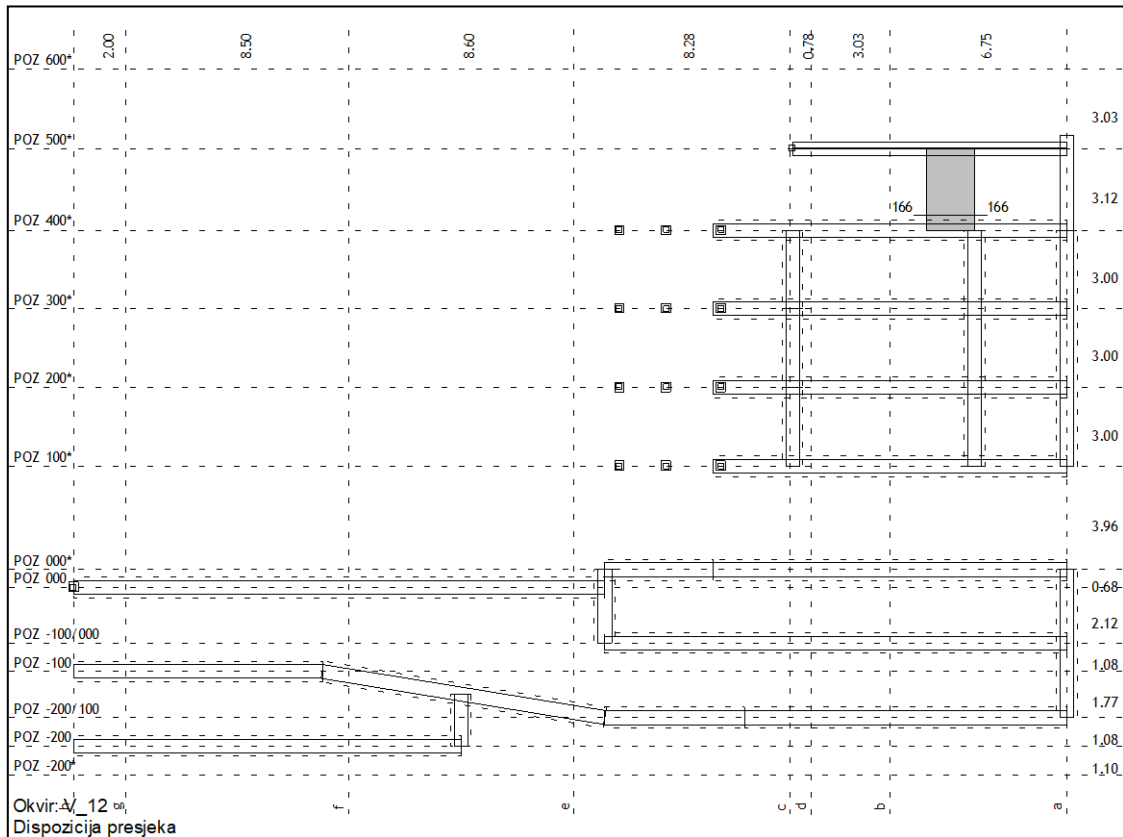 2.00 8.50 8.60 8.28 0.78 3.03 6.75
POZ 600*
3.03
POZ 500*
3.12
166 166
POZ 400*
3.00
POZ 300*
3.00
POZ 200*
3.00
POZ 100*
3.96
POZ 000*
POZ 000
0.68
2.12
POZ -100/000
POZ -100
1.08
1.77
POZ -200/100
POZ -200
1.08
POZ -200*
1.10
g f e c d b a
Okvir: V_12
Dispozicija presjeka